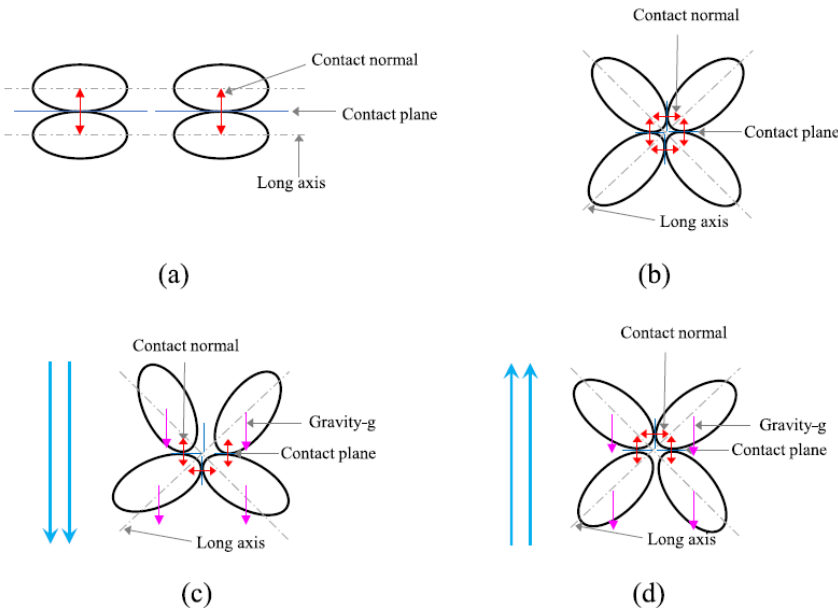 Contact normal
Contact plane
Long axis
(a)
Contact normal
Contact plane
Long axis
(b)
Contact normal
Gravity-g
Contact plane
Long axis
(c)
Contact normal
Gravity-g
Contact plane
Long axis
(d)